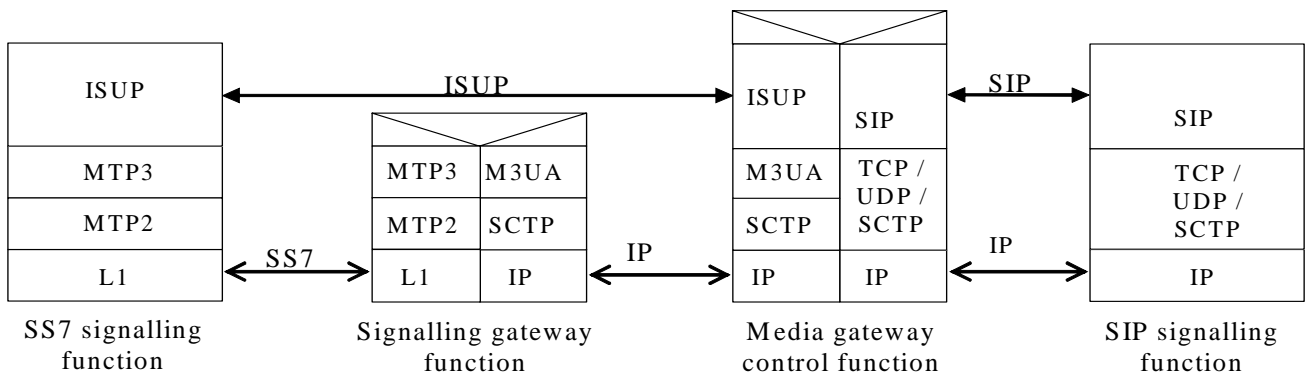 ISUP
MTP3
MTP2
L1
SS7 signalling
function
ISUP
SS7
MTP3 M3UA
MTP2 SCTP
L1 IP
Signalling gateway
function
IP
ISUP
SIP
M3UA
SCTP
TCP /
UDP /
SCTP
IP IP
Media gateway
control function
SIP
IP
SIP
TCP /
UDP /
SCTP
IP
SIP signalling
function